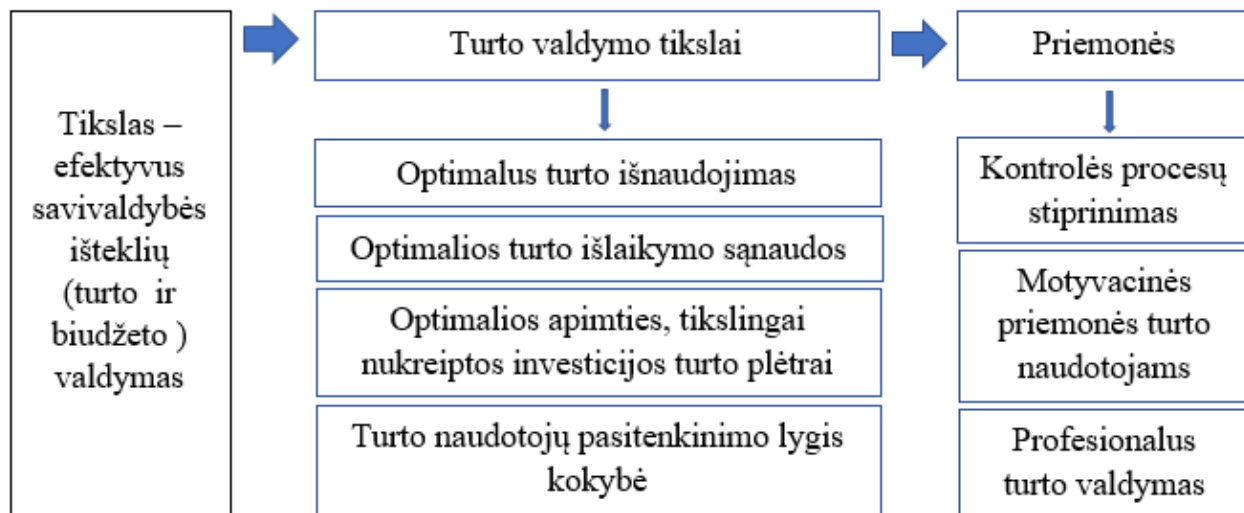 Tikslas –
efektyvus
savivaldybės
išteklių
(turto ir
biudžeto )
valdymas
Turto valdymo tikslai
Optimalus turto išnaudojimas
Optimalios turto išlaikymo sąnaudos
Optimalios apimties, tikslingai
nukreiptos investicijos turto plėtrai
Turto naudotojų pasitenkinimo lygis
kokybė
Priemonės
Kontrolės procesų
stiprinimas
Motyvacinės
priemonės turto
naudotojams
Profesionalus
turto valdymas